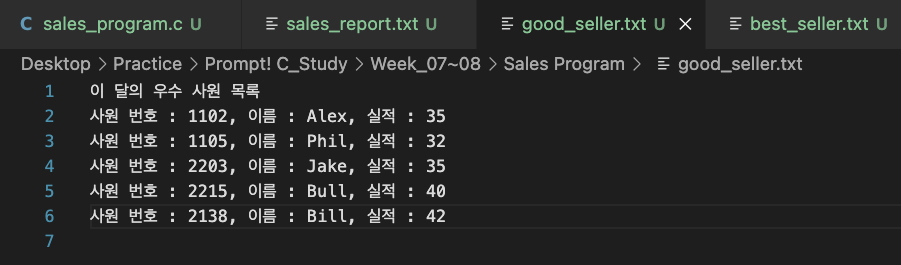 sales_program.c U sales_report.txt U good_seller.txt U best_seller.txt U
Desktop > Practice > Prompt! C_Study > Week_07~08 > Sales Program > good_seller.txt
1 이 달의 우수 사원 목록
2 사원 번호 : 1102, 이름 : Alex, 실적 : 35
3 사원 번호 : 1105, 이름 : Phil, 실적 : 32
4 사원 번호 : 2203, 이름 : Jake, 실적 : 35
5 사원 번호 : 2215, 이름 : Bull, 실적 : 40
6 사원 번호 : 2138, 이름 : Bill, 실적 : 42
7